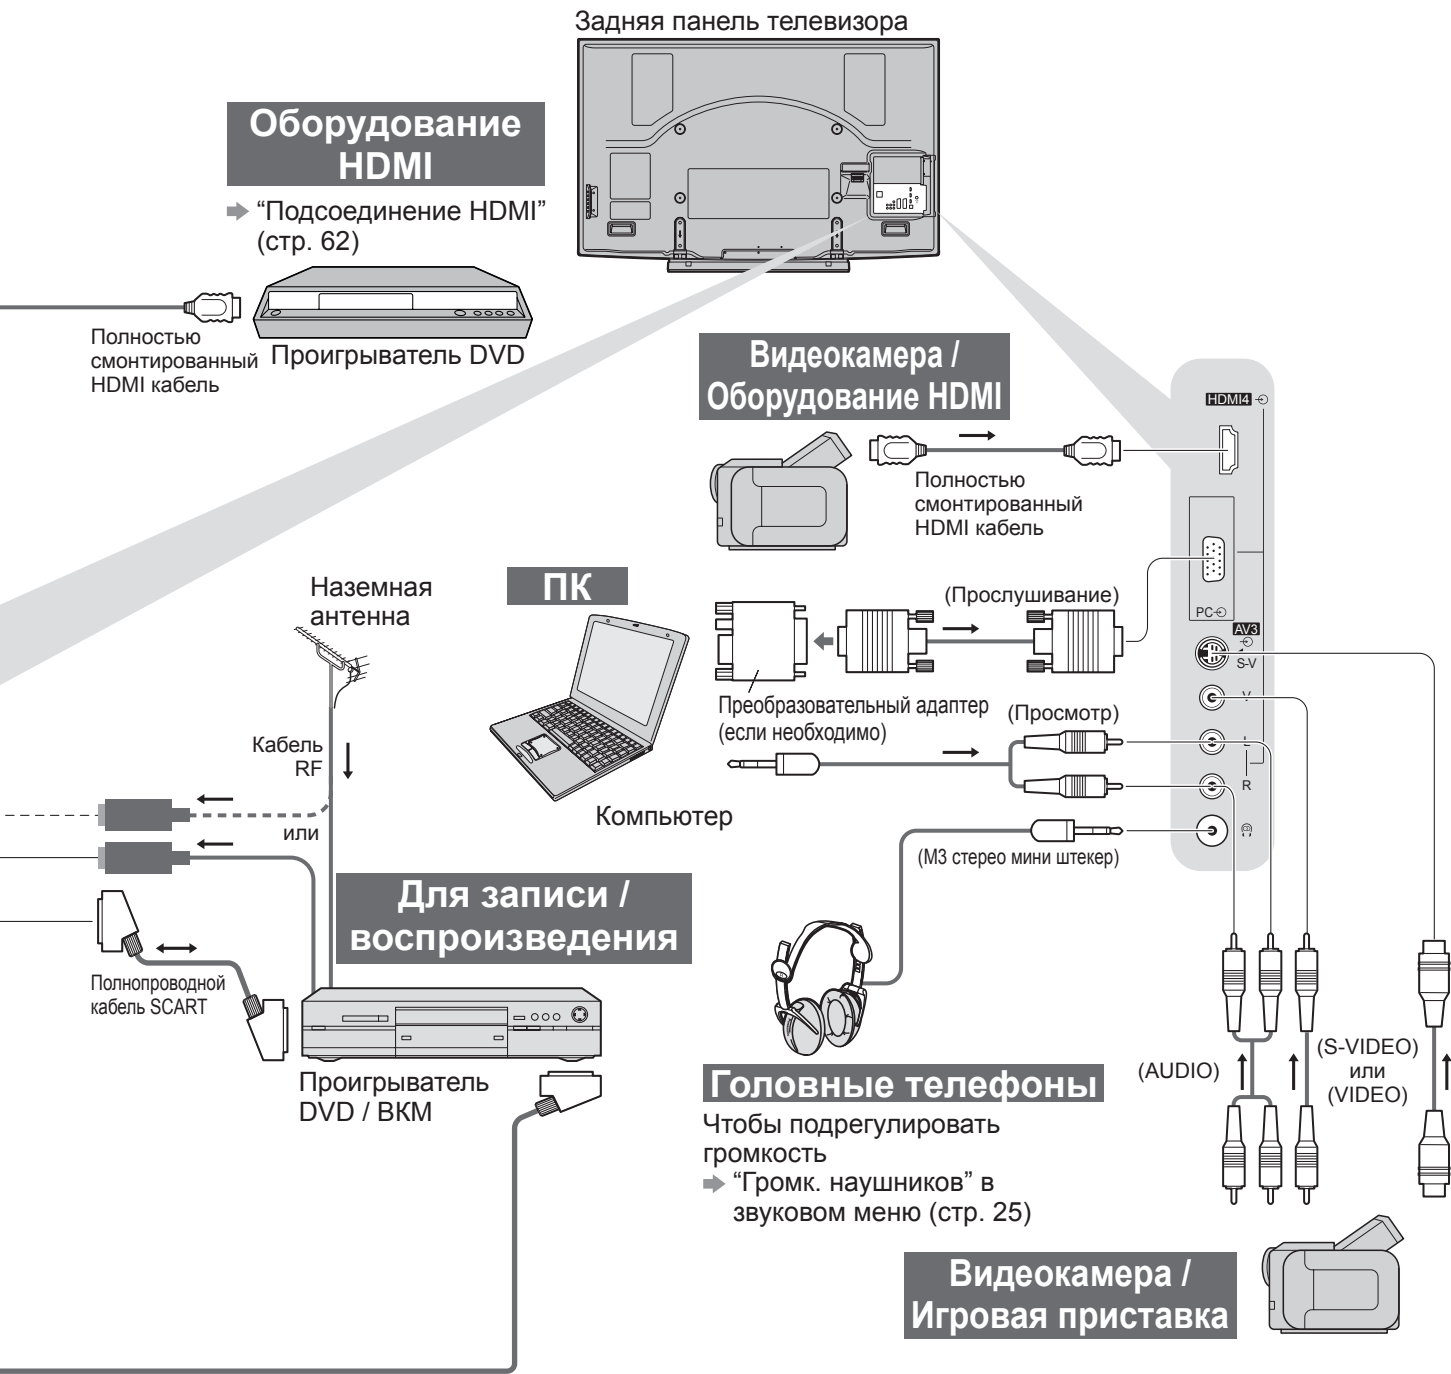 Задняя панель телевизора
Оборудование
HDMI
“Подсоединение HDMI”
(стр. 62)
Полностью
смонтированный
HDMI кабель
Проигрыватель DVD
Видеокамера /
Оборудование HDMI
Полностью
смонтированный
HDMI кабель
HDMI4
PC
AV3
S-V
V
L
R
Наземная
антенна
Кабель
RF
или
ПК
Компьютер
(Прослушивание)
Преобразовательный адаптер
(если необходимо)
(Просмотр)
(М3 стерео мини штекер)
Для записи /
воспроизведения
Полнопроводной
кабель SCART
Проигрыватель
DVD / ВКМ
Головные телефоны
Чтобы подрегулировать
громкость
“Громк. наушников” в
звуковом меню (стр. 25)
(AUDIO)
(S-VIDEO)
или
(VIDEO)
Видеокамера /
Игровая приставка